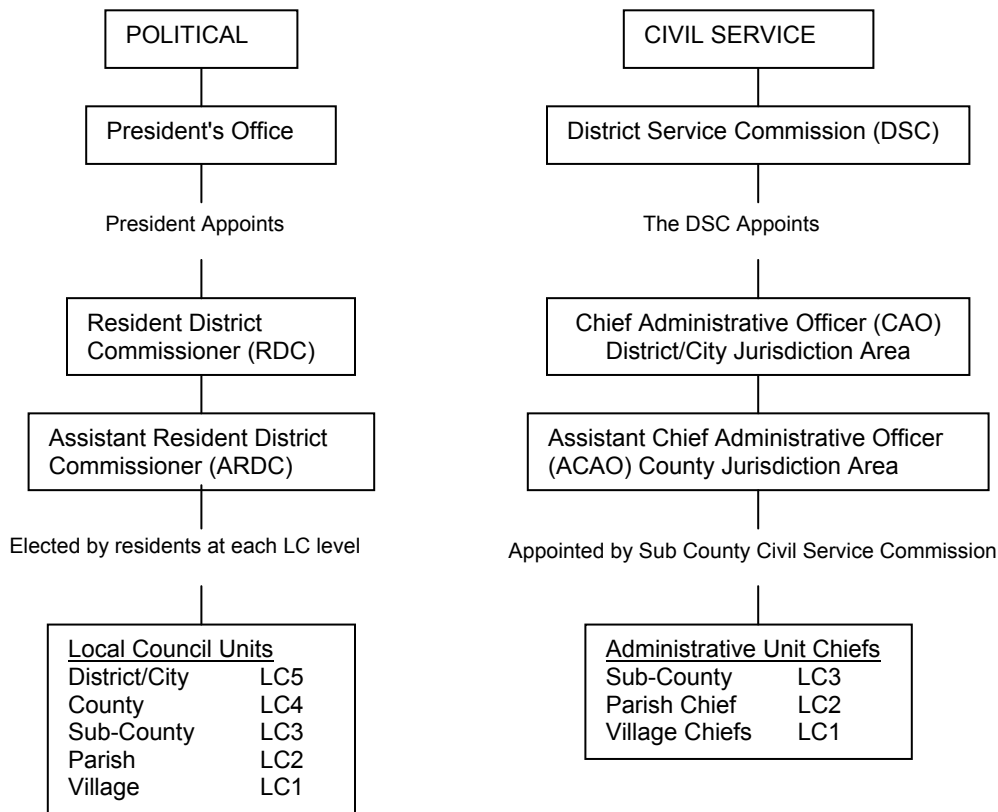 POLITICAL
President's Office
President Appoints
Resident District
Commissioner (RDC)
Assistant Resident District
Commissioner (ARDC)
Elected by residents at each LC level
Local Council Units
District/City LC5
County LC4
Sub-County LC3
Parish LC2
Village LC1
CIVIL SERVICE
District Service Commission (DSC)
The DSC Appoints
Chief Administrative Officer (CAO)
District/City Jurisdiction Area
Assistant Chief Administrative Officer
(ACAO) County Jurisdiction Area
Appointed by Sub County Civil Service Commission
Administrative Unit Chiefs
Sub-County LC3
Parish Chief LC2
Village Chiefs LC1